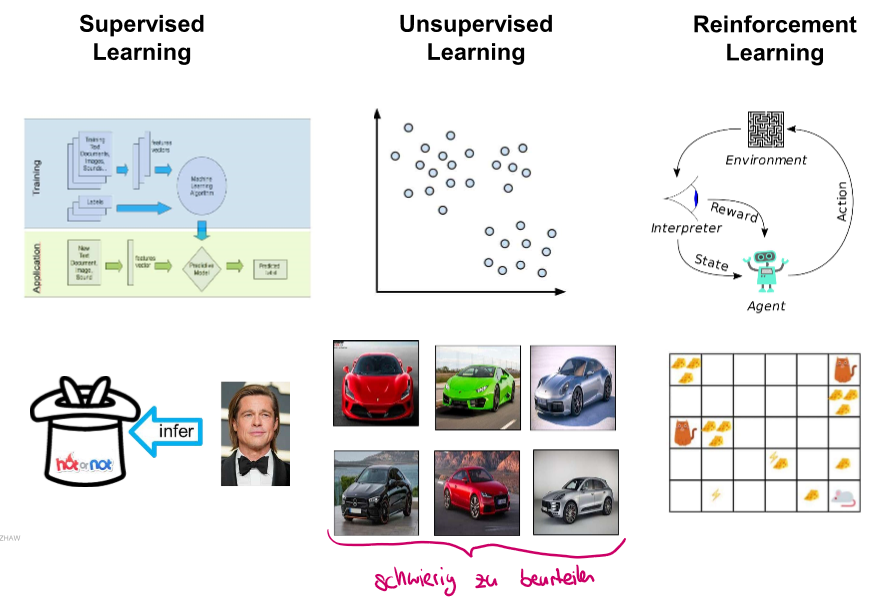 Supervised
Learning
Unsupervised
Learning
Reinforcement
Learning
Training
Training
Text
Documents,
Images,
Sounds...
features
vectors
Labels
Machine
Learning
Algorithm
Application
New
Text
Document,
Image,
Sound
features
vector
Predictive
Model
Environment
Interpreter
Reward
State
Action
Agent
infer
hot or not
ZHAW
schwierig zu beurteilen